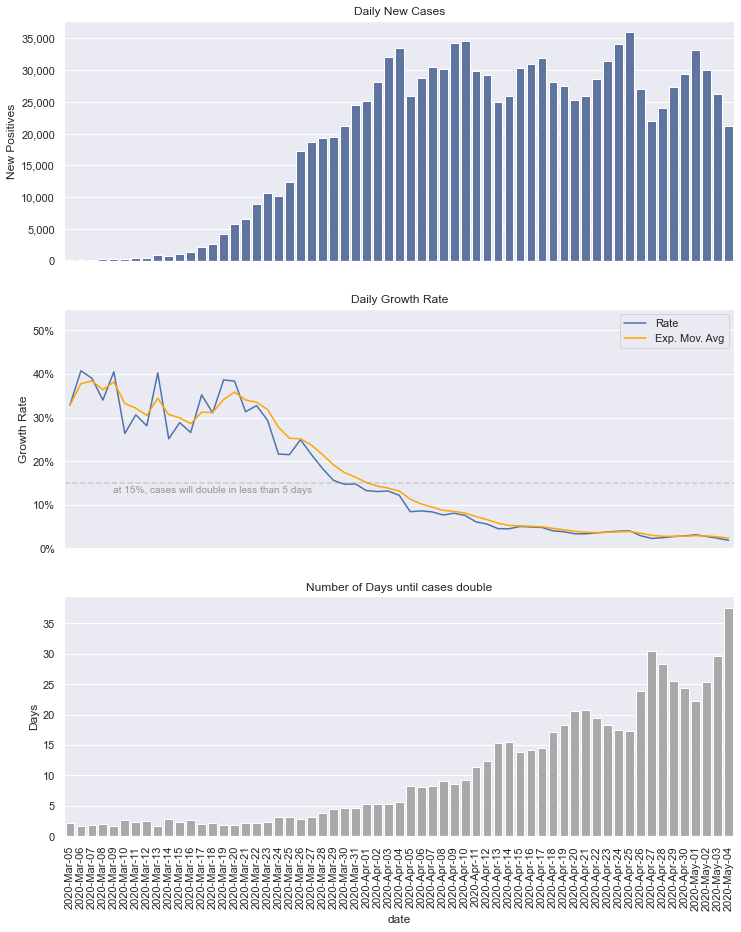 Daily New Cases
35,000
30,000
25,000
20,000
15,000
10,000
5,000
0
New Positives
Daily Growth Rate
50%
40%
30%
20%
10%
0%
Growth Rate
Rate
Exp. Mov. Avg
at 15%, cases will double in less than 5 days
Number of Days until cases double
35
30
25
20
15
10
5
0
Days
2020-Mar-05
2020-Mar-06
2020-Mar-07
2020-Mar-08
2020-Mar-09
2020-Mar-10
2020-Mar-11
2020-Mar-12
2020-Mar-13
2020-Mar-14
2020-Mar-15
2020-Mar-16
2020-Mar-17
2020-Mar-18
2020-Mar-19
2020-Mar-20
2020-Mar-21
2020-Mar-22
2020-Mar-23
2020-Mar-24
2020-Mar-25
2020-Mar-26
2020-Mar-27
2020-Mar-28
2020-Mar-29
2020-Mar-30
2020-Mar-31
2020-Apr-01
2020-Apr-02
2020-Apr-03
2020-Apr-04
2020-Apr-05
2020-Apr-06
2020-Apr-07
2020-Apr-08
2020-Apr-09
2020-Apr-10
2020-Apr-11
2020-Apr-12
2020-Apr-13
2020-Apr-14
2020-Apr-15
2020-Apr-16
2020-Apr-17
2020-Apr-18
2020-Apr-19
2020-Apr-20
2020-Apr-21
2020-Apr-22
2020-Apr-23
2020-Apr-24
2020-Apr-25
2020-Apr-26
2020-Apr-27
2020-Apr-28
2020-Apr-29
2020-Apr-30
2020-May-01
2020-May-02
2020-May-03
2020-May-04
date